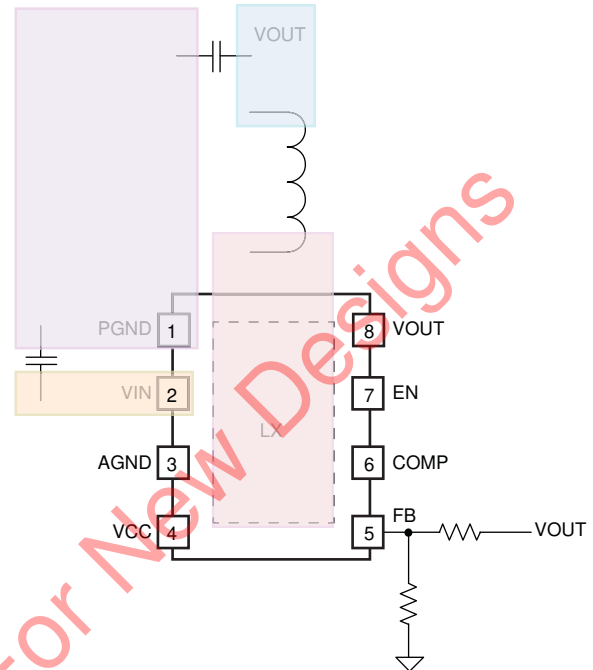 VOUT
PGND
1
8
VOUT
VIN
2
7
EN
LX
AGND
3
6
COMP
VCC
4
5
FB
VOUT
for New Designs